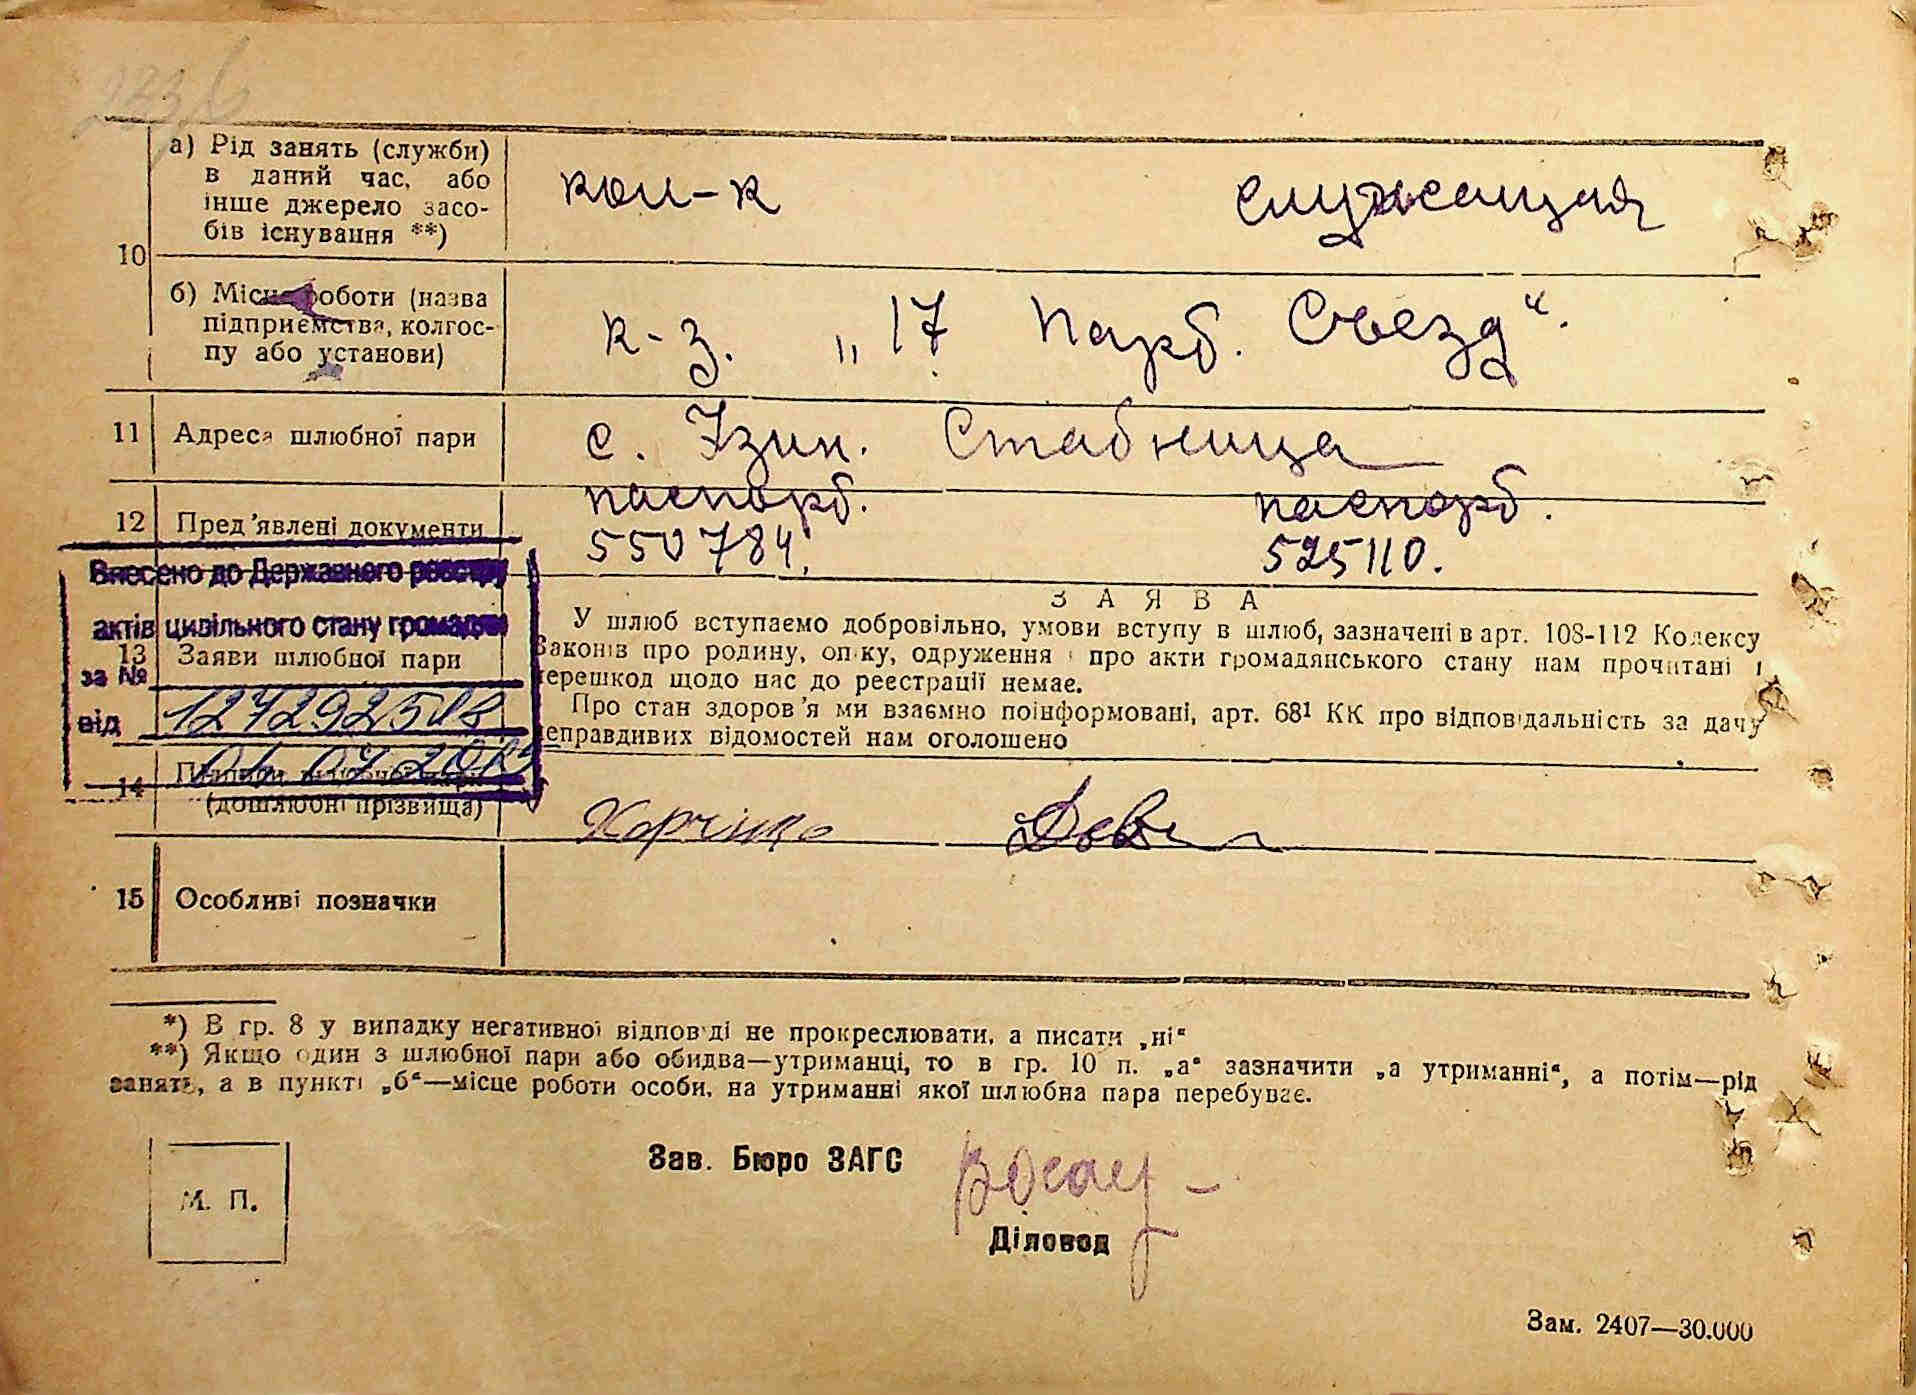 а) Рід занять (служби)
в даний час, або
інше джерело засо-
бів існування **)
кол-к служащая
10
б) Місце роботи (назва
підприємства, колгос-
пу або установи)
к-з. „17 Парт. Съезд“.
11 Адреса шлюбної пари
с. Узин. Ставница
12 Пред'явлені документи
паспорт. паспорт.
550784. 525110.
Внесено до Державного реєстру
актів цивільного стану громадян
за №
від
13 Заяви шлюбної пари
ЗАЯВА
У шлюб вступаємо добровільно, умови вступу в шлюб, зазначені в арт. 108-112 Кодексу
Законів про родину, опіку, одруження і про акти громадянського стану нам прочитані і
перешкод щодо нас до реєстрації немає.
Про стан здоров'я ми взаємно поінформовані, арт. 68¹ КК про відповідальність за дачу
неправдивих відомостей нам оголошено
14
(дошлюбні прізвища)
15 Особливі позначки
*) В гр. 8 у випадку негативної відповіді не прокреслювати, а писати „ні“
**) Якщо один з шлюбної пари або обидва—утриманці, то в гр. 10 п. „а“ зазначити „а утриманні“, а потім—рід
занять, а в пункті „б“—місце роботи особи, на утриманні якої шлюбна пара перебуває.
Зав. Бюро ЗАГС
М. П.
Діловод
Зам. 2407—30.000